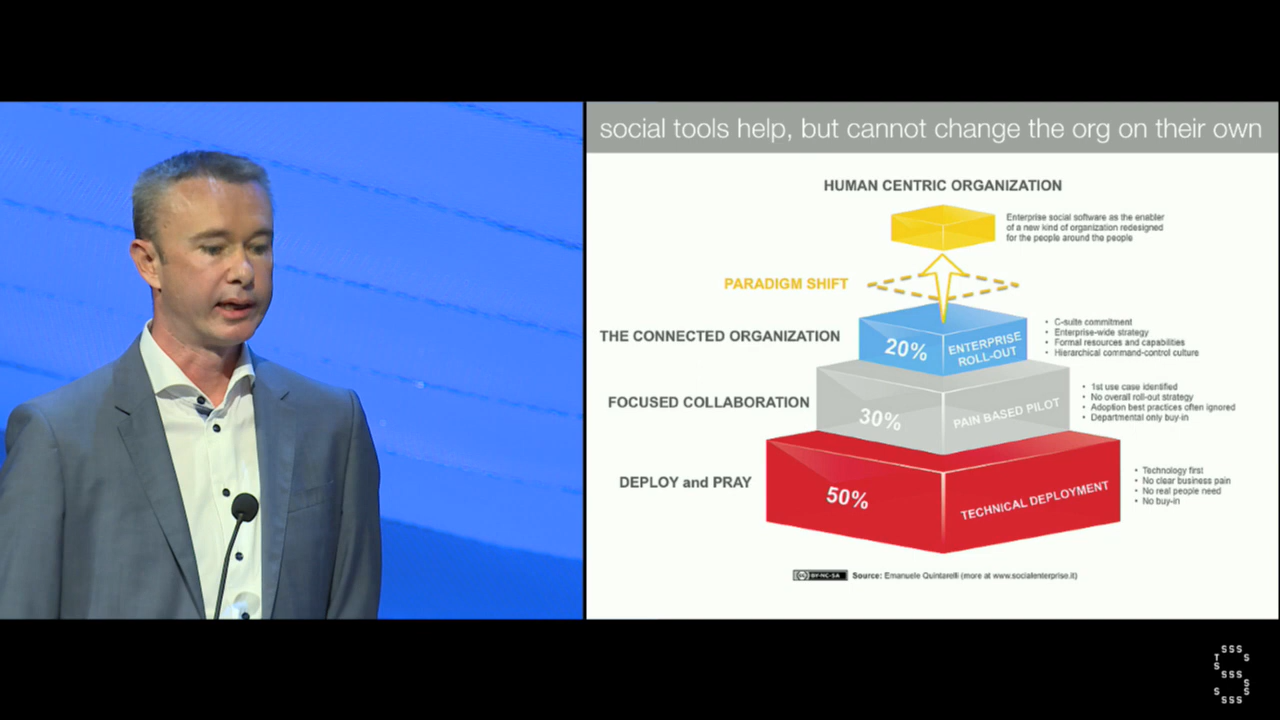 social tools help, but cannot change the org on their own
HUMAN CENTRIC ORGANIZATION
Enterprise social software as the enabler
of a new kind of organization redesigned
for the people around the people
PARADIGM SHIFT
THE CONNECTED ORGANIZATION
20%
ENTERPRISE
ROLL-OUT
• C-suite commitment
• Enterprise-wide strategy
• Formal resources and capabilities
• Hierarchical command-control culture
FOCUSED COLLABORATION
30%
PAIN BASED PILOT
• 1st use case identified
• No overall roll-out strategy
• Adoption best practices often ignored
• Departmental only buy-in
DEPLOY and PRAY
50%
TECHNICAL DEPLOYMENT
• Technology first
• No clear business pain
• No real people need
• No buy-in
(cc) BY-NC-SA Source: Emanuele Quintarelli (more at www.socialenterprise.it)
SSS
T S
S
SSS
S
S S
SSS